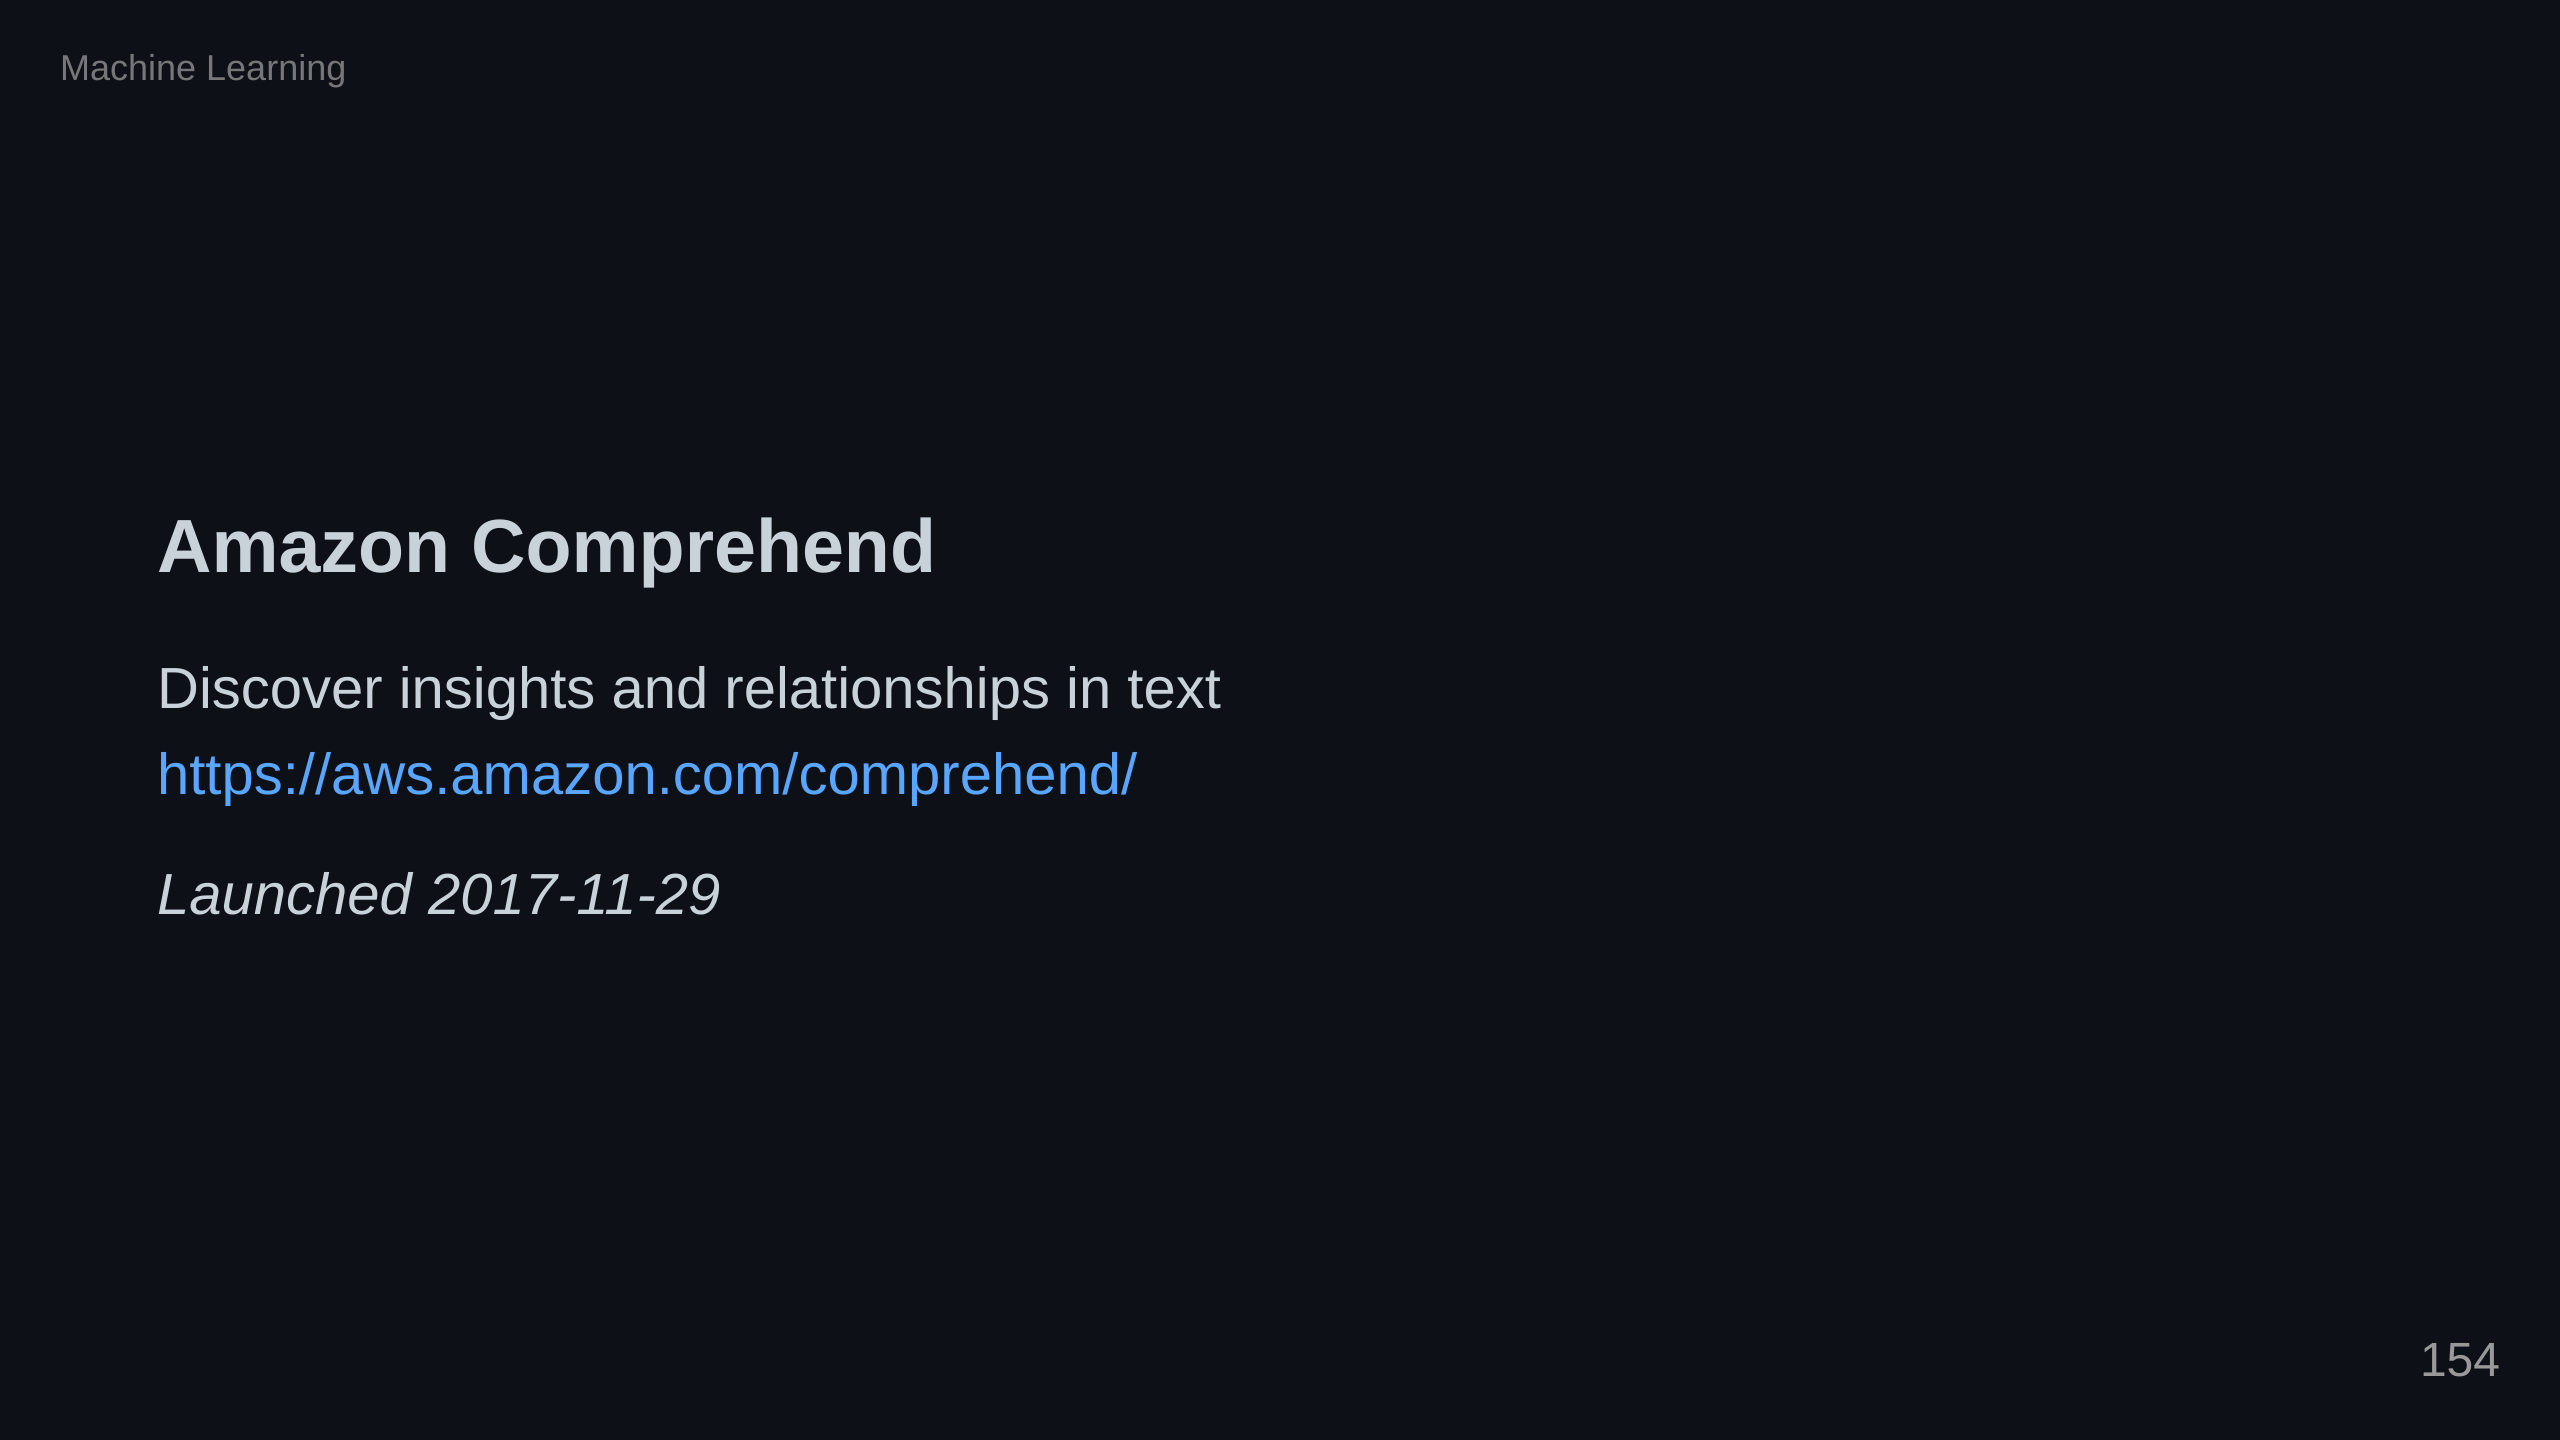 Machine Learning
Amazon Comprehend
Discover insights and relationships in text
https://aws.amazon.com/comprehend/
Launched 2017-11-29
154